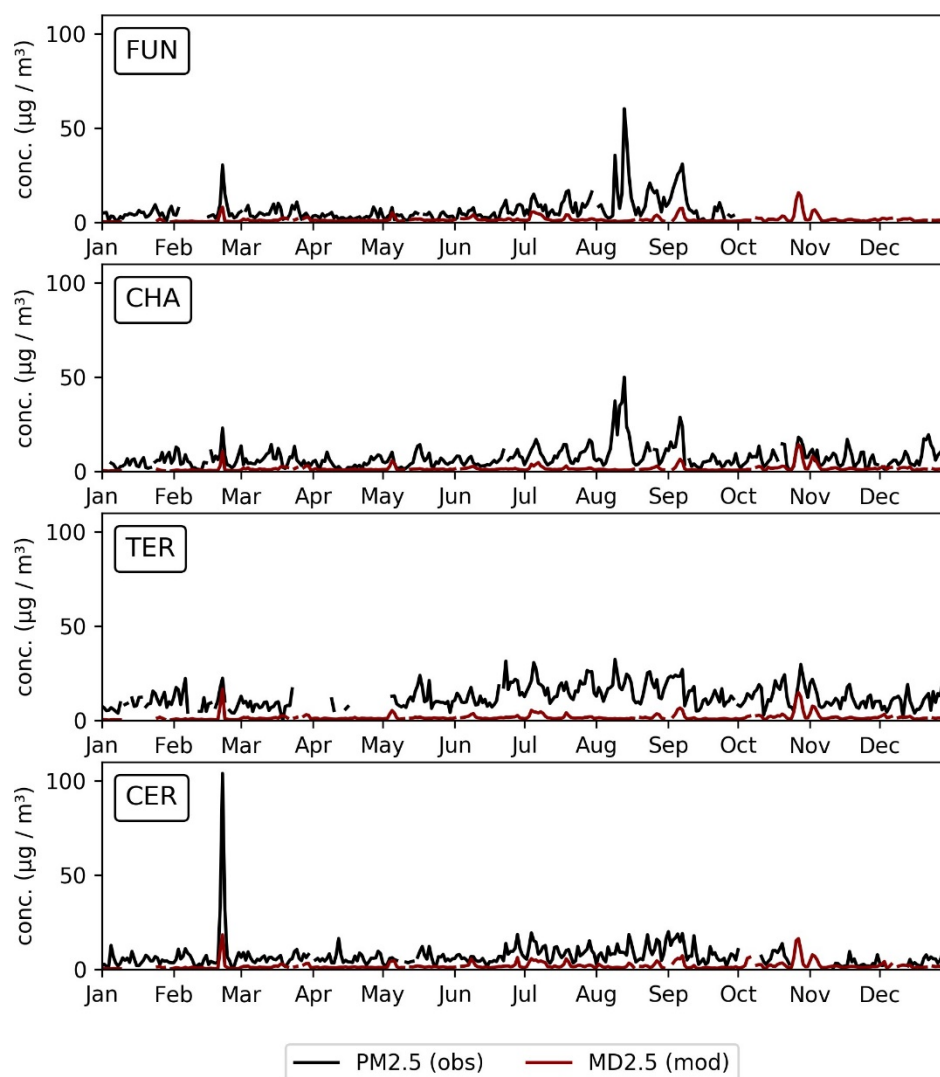 FUN
conc. (µg / m³)
100
50
0
Jan Feb Mar Apr May Jun Jul Aug Sep Oct Nov Dec
CHA
conc. (µg / m³)
100
50
0
Jan Feb Mar Apr May Jun Jul Aug Sep Oct Nov Dec
TER
conc. (µg / m³)
100
50
0
Jan Feb Mar Apr May Jun Jul Aug Sep Oct Nov Dec
CER
conc. (µg / m³)
100
50
0
Jan Feb Mar Apr May Jun Jul Aug Sep Oct Nov Dec
PM2.5 (obs) MD2.5 (mod)